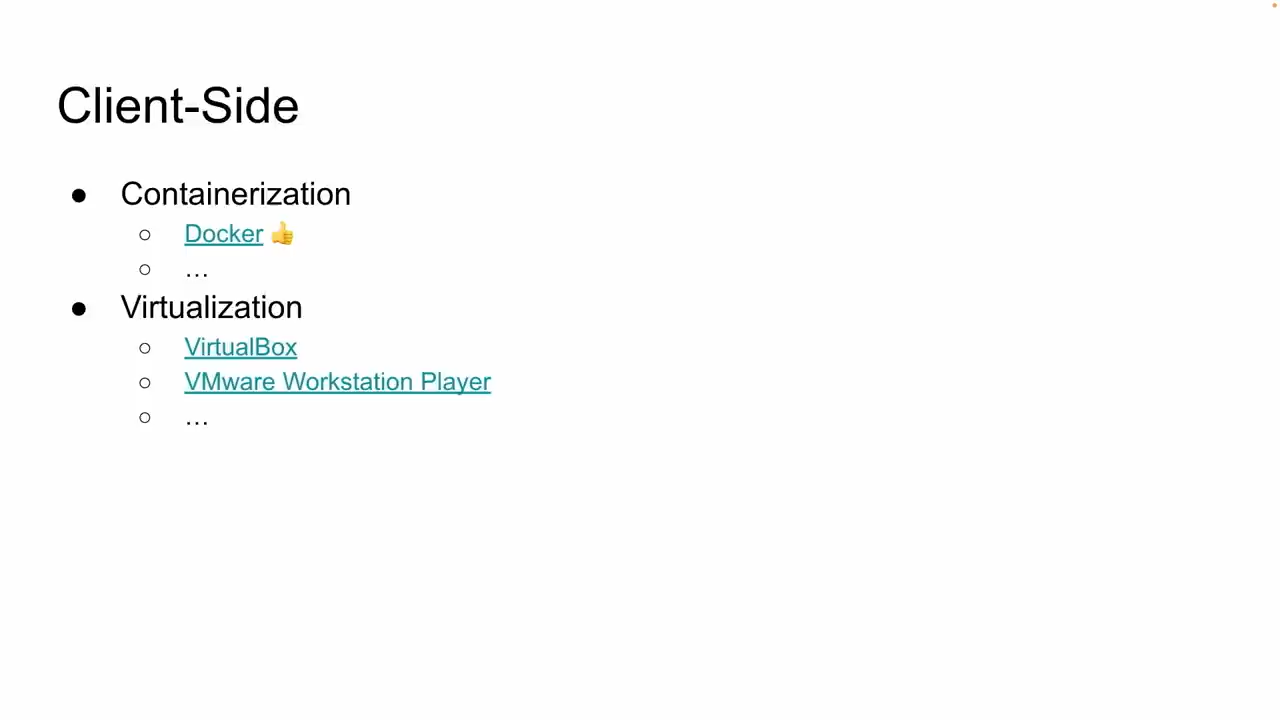 Client-Side
● Containerization
○ Docker 👍
○ …
● Virtualization
○ VirtualBox
○ VMware Workstation Player
○ …